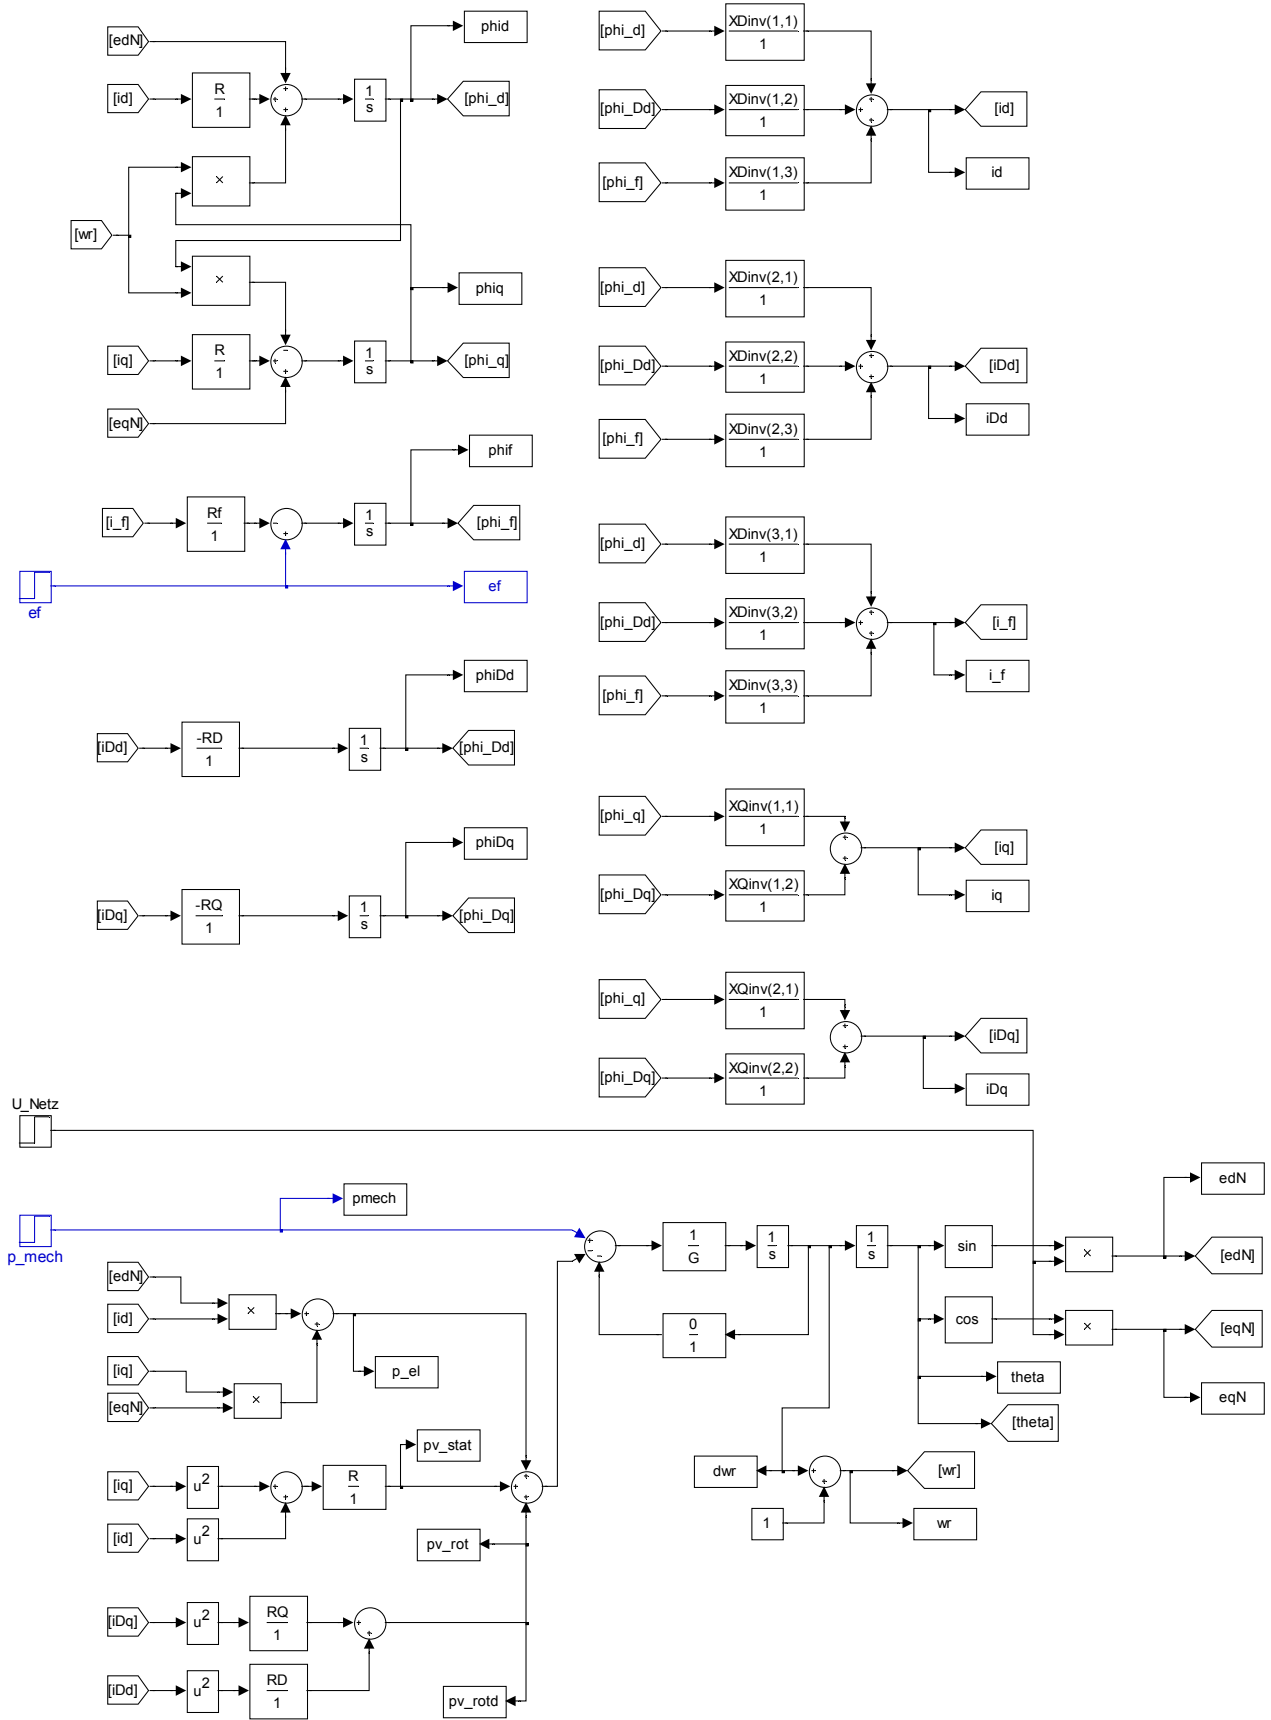 [edN]
[id]
R
1
+
+
+
1
s
phid
[phi_d]
×
[wr]
×
phiq
[iq]
R
1
−
+
+
1
s
[phi_q]
[eqN]
phif
[i_f]
Rf
1
-
+
1
s
[phi_f]
ef
ef
phiDd
[iDd]
-RD
1
1
s
[phi_Dd]
phiDq
[iDq]
-RQ
1
1
s
[phi_Dq]
[phi_d]
XDinv(1,1)
1
[phi_Dd]
XDinv(1,2)
1
+
+
+
[id]
[phi_f]
XDinv(1,3)
1
id
[phi_d]
XDinv(2,1)
1
[phi_Dd]
XDinv(2,2)
1
+
+
+
[iDd]
[phi_f]
XDinv(2,3)
1
iDd
[phi_d]
XDinv(3,1)
1
[phi_Dd]
XDinv(3,2)
1
+
+
+
[i_f]
[phi_f]
XDinv(3,3)
1
i_f
[phi_q]
XQinv(1,1)
1
+
+
[iq]
[phi_Dq]
XQinv(1,2)
1
iq
[phi_q]
XQinv(2,1)
1
+
+
[iDq]
[phi_Dq]
XQinv(2,2)
1
iDq
U_Netz
pmech
p_mech
+
−
−
1
G
1
s
1
s
sin
×
edN
[edN]
0
1
cos
×
[eqN]
eqN
theta
[theta]
[edN]
[id]
×
+
+
[iq]
[eqN]
×
p_el
pv_stat
[iq]
u2
+
+
R
1
+
+
+
[id]
u2
pv_rot
dwr
+
+
[wr]
1
wr
[iDq]
u2
RQ
1
+
+
[iDd]
u2
RD
1
pv_rotd